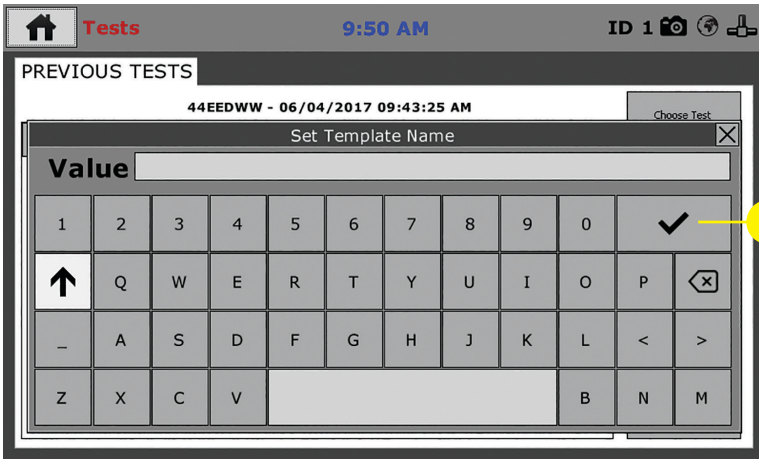 Tests 9:50 AM ID 1
PREVIOUS TESTS
44EEDWW - 06/04/2017 09:43:25 AM
Choose Test
Set Template Name
Value
1 2 3 4 5 6 7 8 9 0
Q W E R T Y U I O P
_ A S D F G H J K L < >
Z X C V B N M